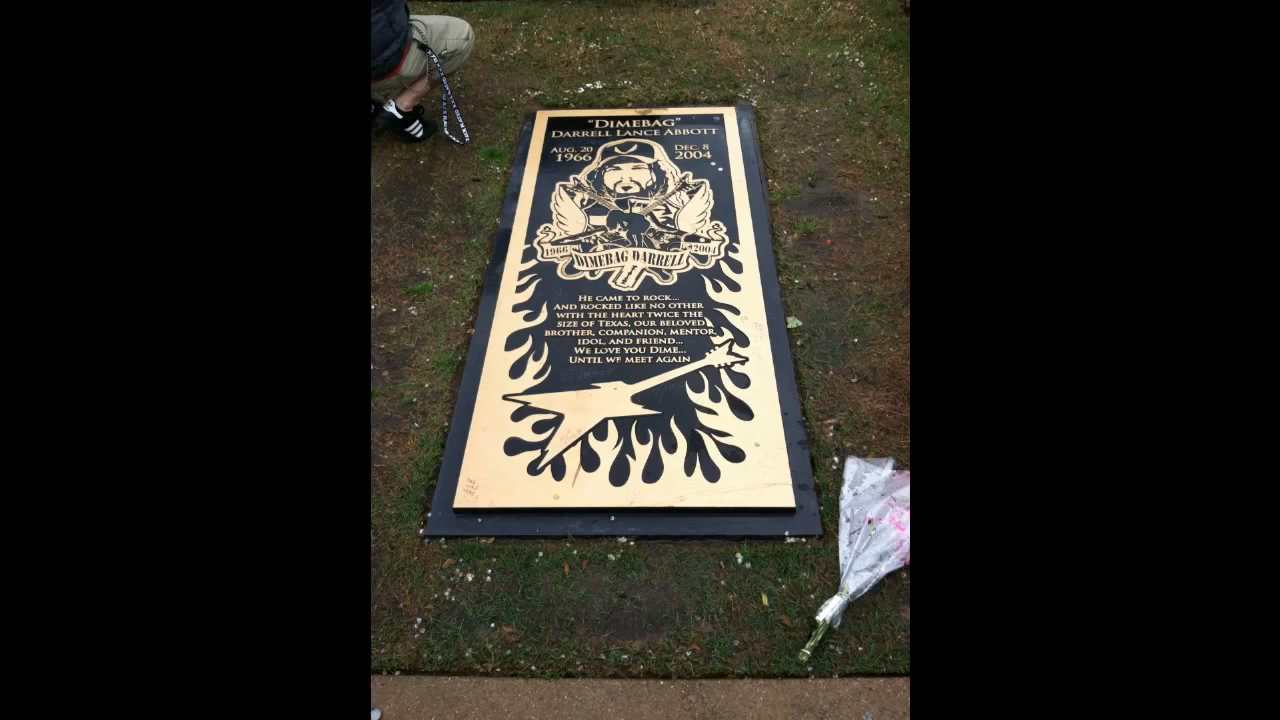 "DIMEBAG"
DARRELL LANCE ABBOTT
AUG. 20 DEC. 8
1966 2004
1966 DIMEBAG DARRELL 2004
HE CAME TO ROCK...
AND ROCKED LIKE NO OTHER
WITH THE HEART TWICE THE
SIZE OF TEXAS, OUR BELOVED
BROTHER, COMPANION, MENTOR,
IDOL, AND FRIEND...
WE LOVE YOU DIME...
UNTIL WE MEET AGAIN